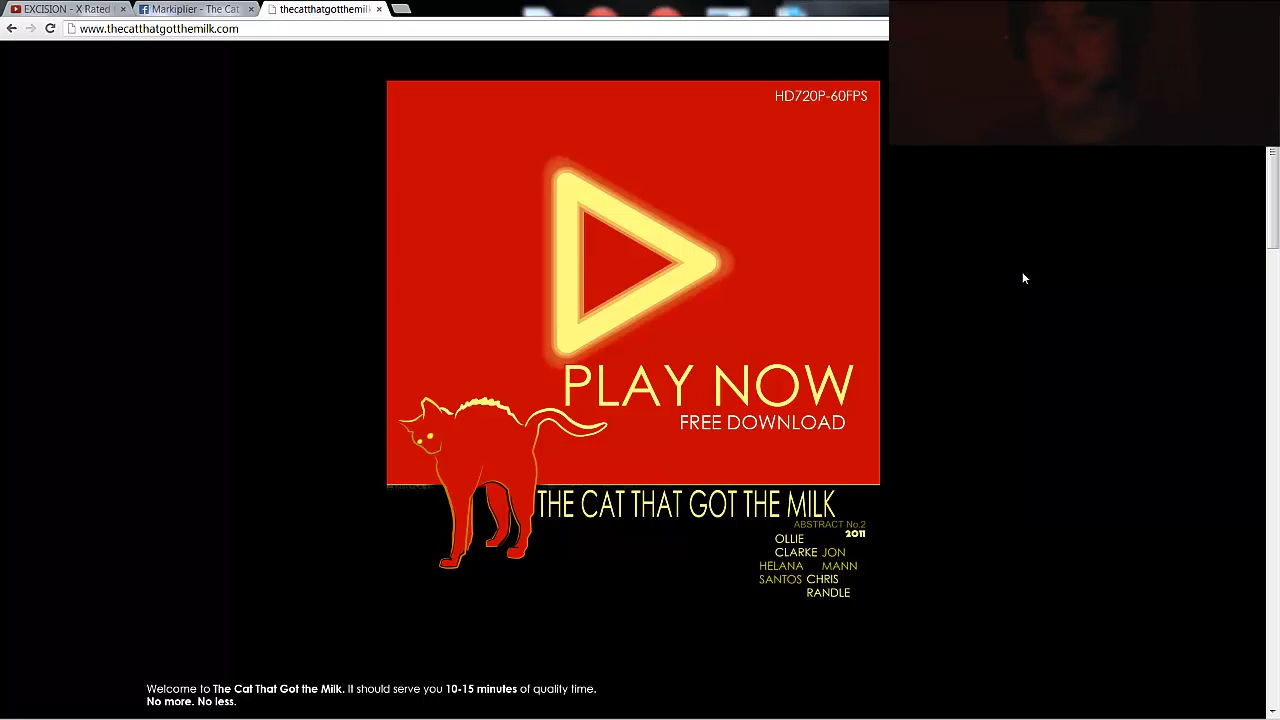 EXCISION - X Rated
Markiplier - The Cat
thecatthatgotthemilk.com
www.thecatthatgotthemilk.com
HD720P-60FPS
PLAY NOW
FREE DOWNLOAD
THE CAT THAT GOT THE MILK
ABSTRACT No.2
2011
OLLIE
CLARKE JON
HELANA MANN
SANTOS CHRIS
RANDLE
Welcome to The Cat That Got the Milk. It should serve you 10-15 minutes of quality time.
No more. No less.